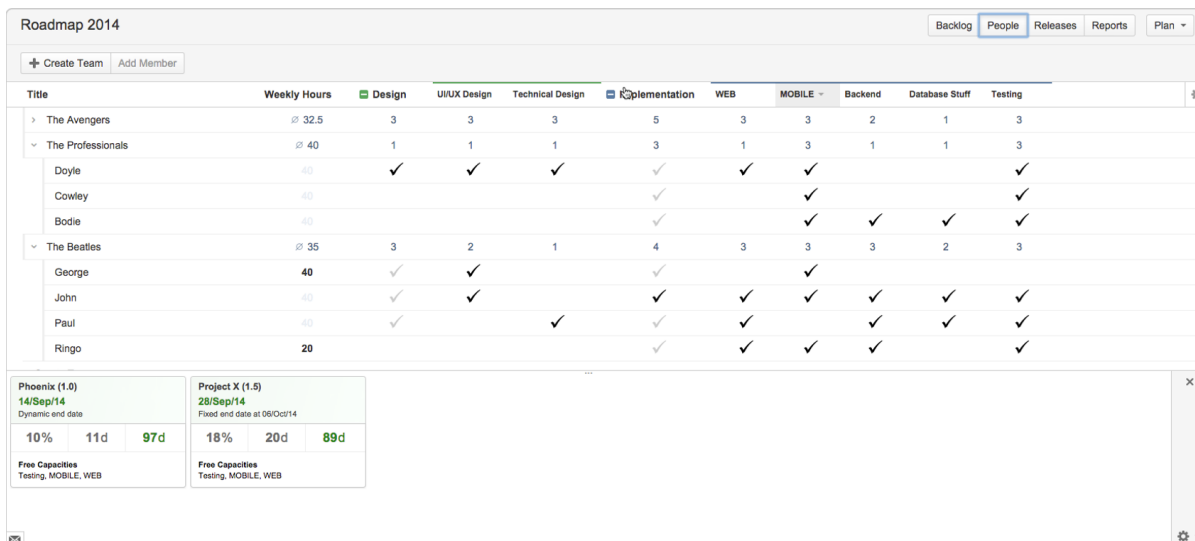 Roadmap 2014
Backlog People Releases Reports Plan
Create Team Add Member
Title Weekly Hours Design UI/UX Design Technical Design WEB MOBILE Backend Database Stuff Testing
The Avengers ∅ 32.5 3 3 3 5 3 3 2 1 3
The Professionals ∅ 40 1 1 1 3 1 3 1 1 3
Doyle 40
Cowley 40
Bodie 40
The Beatles ∅ 35 3 2 1 4 3 3 3 2 3
George 40
John 40
Paul 40
Ringo 20
Phoenix (1.0)
14/Sep/14
Dynamic end date
10% 11d 97d
Free Capacities
Testing, MOBILE, WEB
Project X (1.5)
28/Sep/14
Fixed end date at 06/Oct/14
18% 20d 89d
Free Capacities
Testing, MOBILE, WEB